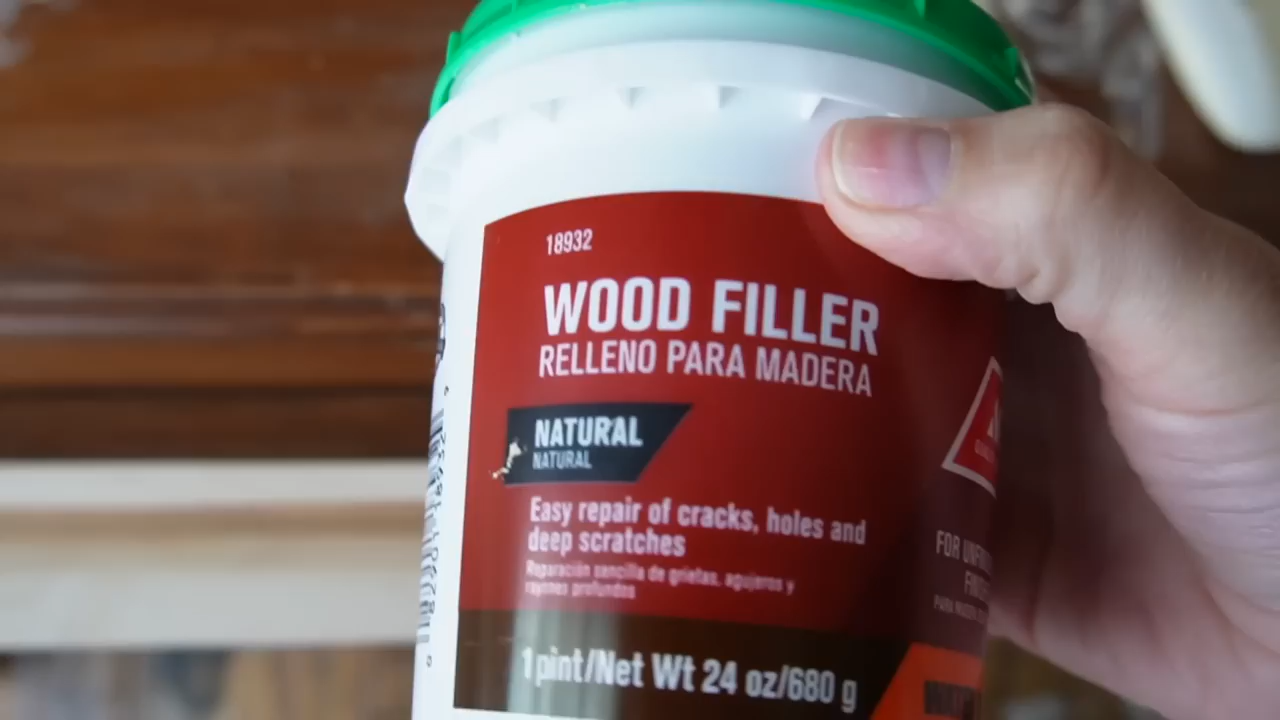 18932
WOOD FILLER
RELLENO PARA MADERA
NATURAL
NATURAL
Easy repair of cracks, holes and
deep scratches
Reparación sencilla de grietas, agujeros y
rayones profundos
1 pint/Net Wt 24 oz/680 g
FOR
PARA